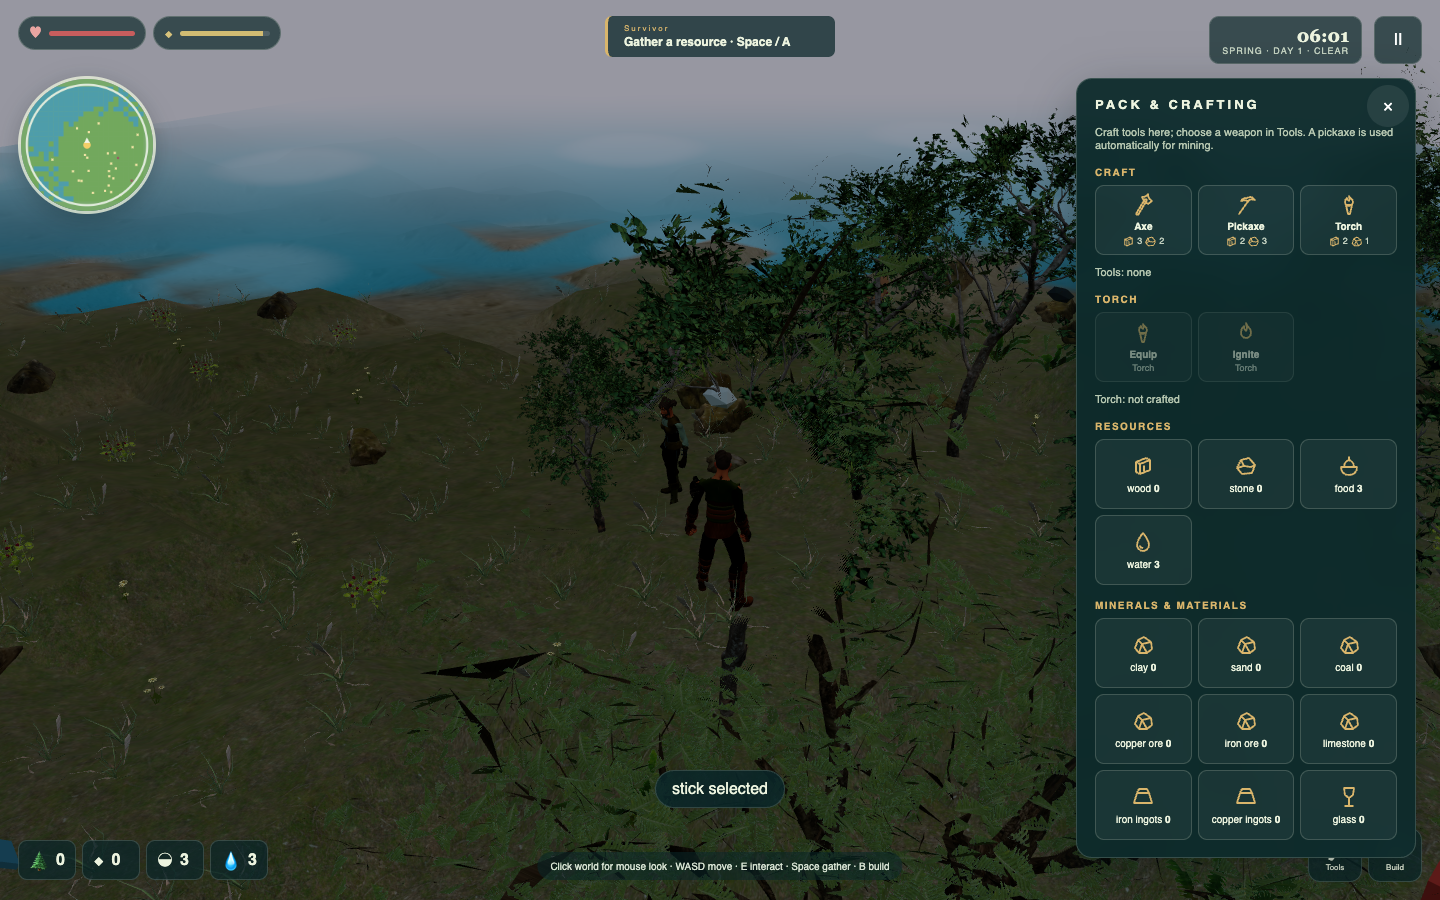 Survivor
Gather a resource · Space / A
06:01
SPRING · DAY 1 · CLEAR
PACK & CRAFTING
Craft tools here; choose a weapon in Tools. A pickaxe is used
automatically for mining.
CRAFT
Axe
3 2
Pickaxe
2 3
Torch
2 1
Tools: none
TORCH
Equip
Torch
Ignite
Torch
Torch: not crafted
RESOURCES
wood 0
stone 0
food 3
water 3
MINERALS & MATERIALS
clay 0
sand 0
coal 0
copper ore 0
iron ore 0
limestone 0
iron ingots 0
copper ingots 0
glass 0
stick selected
0
0
3
3
Click world for mouse look · WASD move · E interact · Space gather · B build
Tools
Build